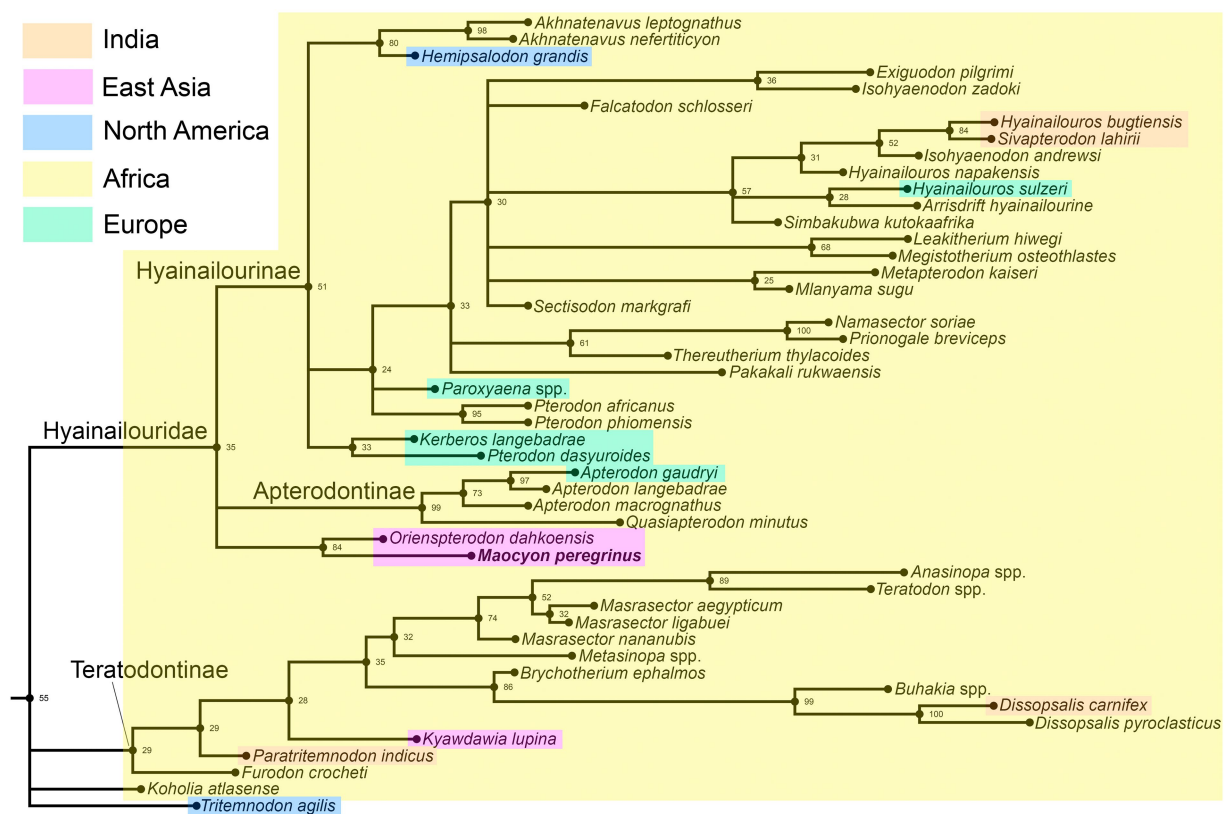 India
East Asia
North America
Africa
Europe
Akhnatenavus leptognathus
98
Akhnatenavus nefertiticyon
80
Hemipsalodon grandis
Exiguodon pilgrimi
36
Isohyaenodon zadoki
Falcatodon schlosseri
Hyainailouros bugtiensis
84
Sivapterodon lahirii
52
Isohyaenodon andrewsi
31
Hyainailouros napakensis
57
Hyainailouros sulzeri
28
Arrisdrift hyainailourine
30
Simbakubwa kutokaafrika
Leakitherium hiwegi
68
Megistotherium osteothlastes
Hyainailourinae
Metapterodon kaiseri
25
51
Mlanyama sugu
33
Sectisodon markgrafi
Namasector soriae
100
Prionogale breviceps
61
Thereutherium thylacoides
24
Pakakali rukwaensis
Paroxyaena spp.
Pterodon africanus
95
Pterodon phiomensis
Hyainailouridae
35
Kerberos langebadrae
33
Pterodon dasyuroides
Apterodon gaudryi
97
Apterodontinae
73
Apterodon langebadrae
99
Apterodon macrognathus
Quasiapterodon minutus
Orienspterodon dahkoensis
84
Maocyon peregrinus
Anasinopa spp.
89
Teratodon spp.
52
Masrasector aegypticum
32
Masrasector ligabuei
74
Masrasector nananubis
32
Metasinopa spp.
35
Teratodontinae
Brychotherium ephalmos
86
Buhakia spp.
55
28
99
Dissopsalis carnifex
100
Dissopsalis pyroclasticus
29
Kyawdawia lupina
29
Paratritemnodon indicus
Furodon crocheti
Koholia atlasense
Tritemnodon agilis